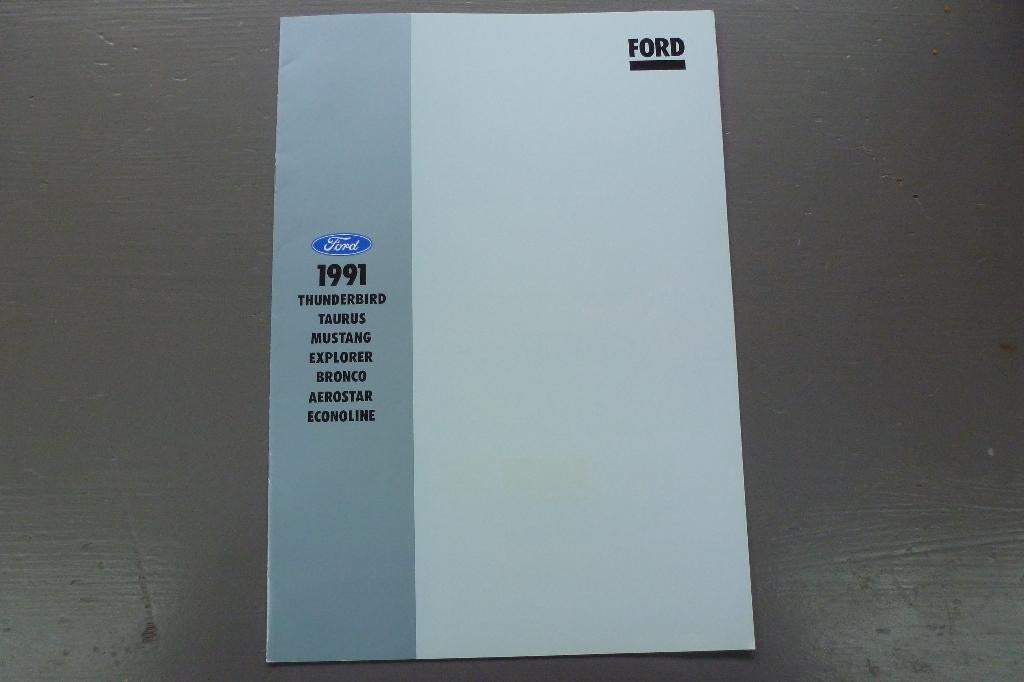 FORD
Ford
1991
THUNDERBIRD
TAURUS
MUSTANG
EXPLORER
BRONCO
AEROSTAR
ECONOLINE